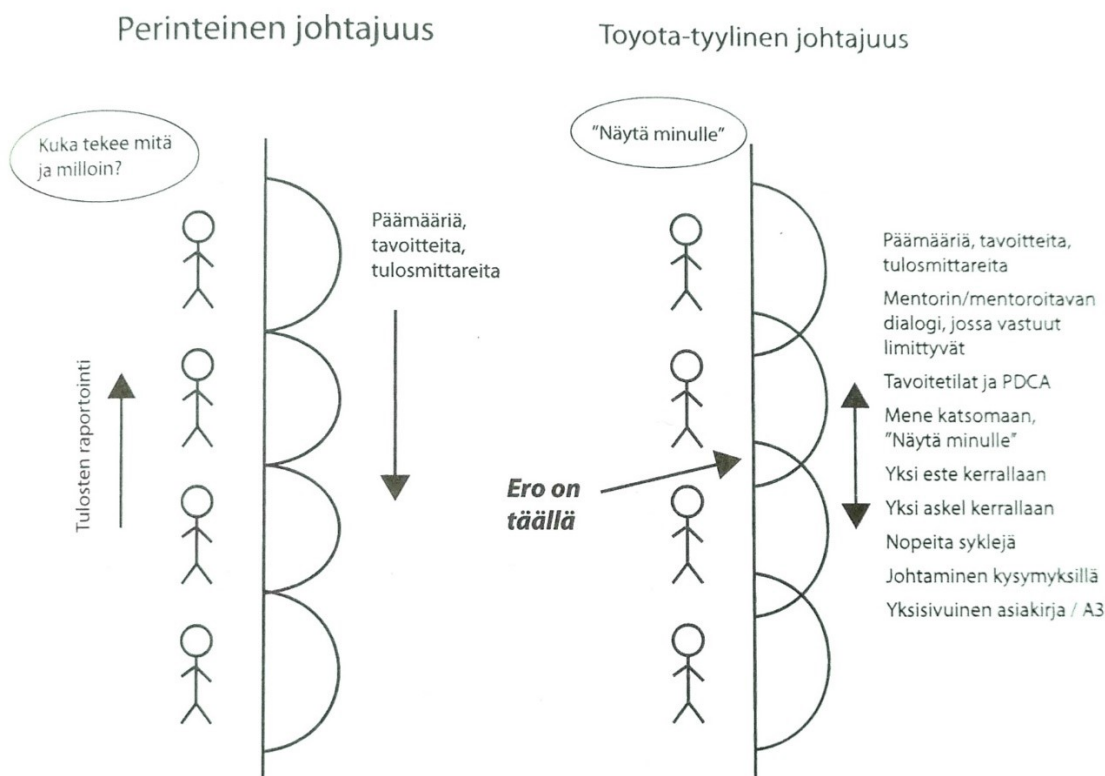 Perinteinen johtajuus
Kuka tekee mitä
ja milloin?
Päämääriä,
tavoitteita,
tulosmittareita
Tulosten raportointi
Toyota-tyylinen johtajuus
"Näytä minulle"
Ero on
täällä
Päämääriä, tavoitteita,
tulosmittareita
Mentorin/mentoroitavan
dialogi, jossa vastuut
limittyvät
Tavoitetilat ja PDCA
Mene katsomaan,
"Näytä minulle"
Yksi este kerrallaan
Yksi askel kerrallaan
Nopeita syklejä
Johtaminen kysymyksillä
Yksisivuinen asiakirja / A3